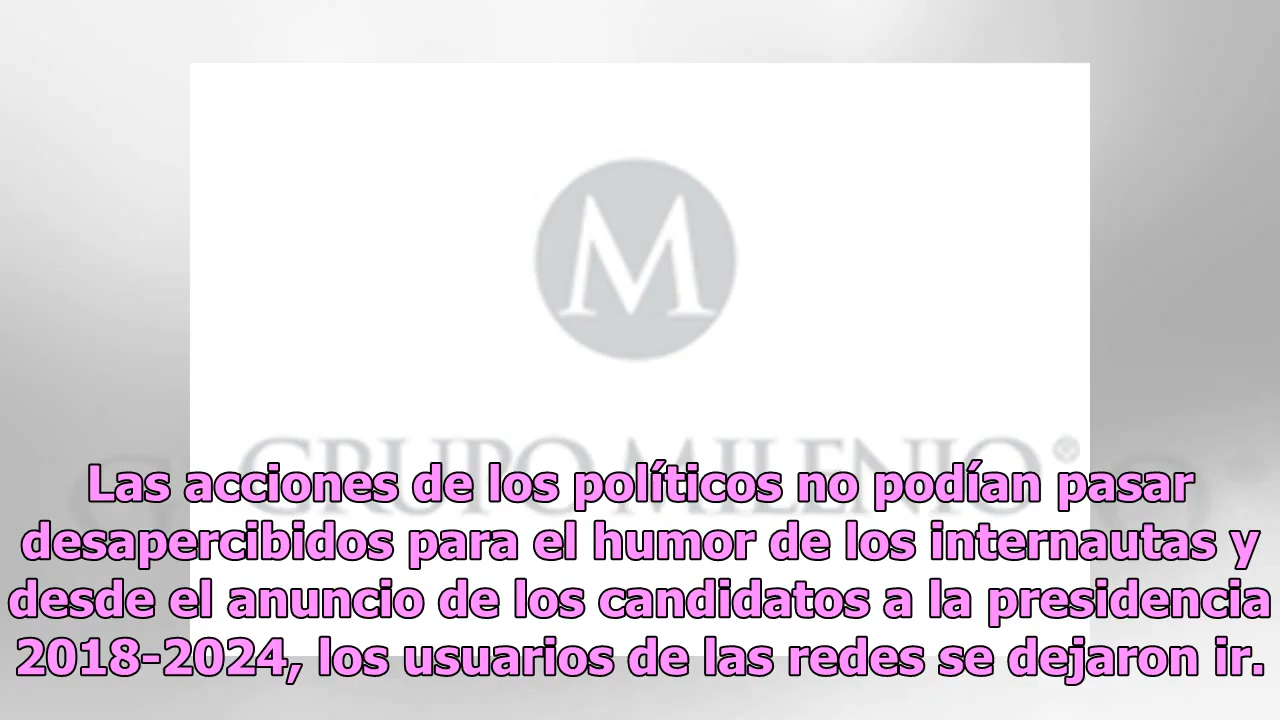 M
GRUPO MILENIO®
Las acciones de los políticos no podían pasar
desapercibidos para el humor de los internautas y
desde el anuncio de los candidatos a la presidencia
2018-2024, los usuarios de las redes se dejaron ir.